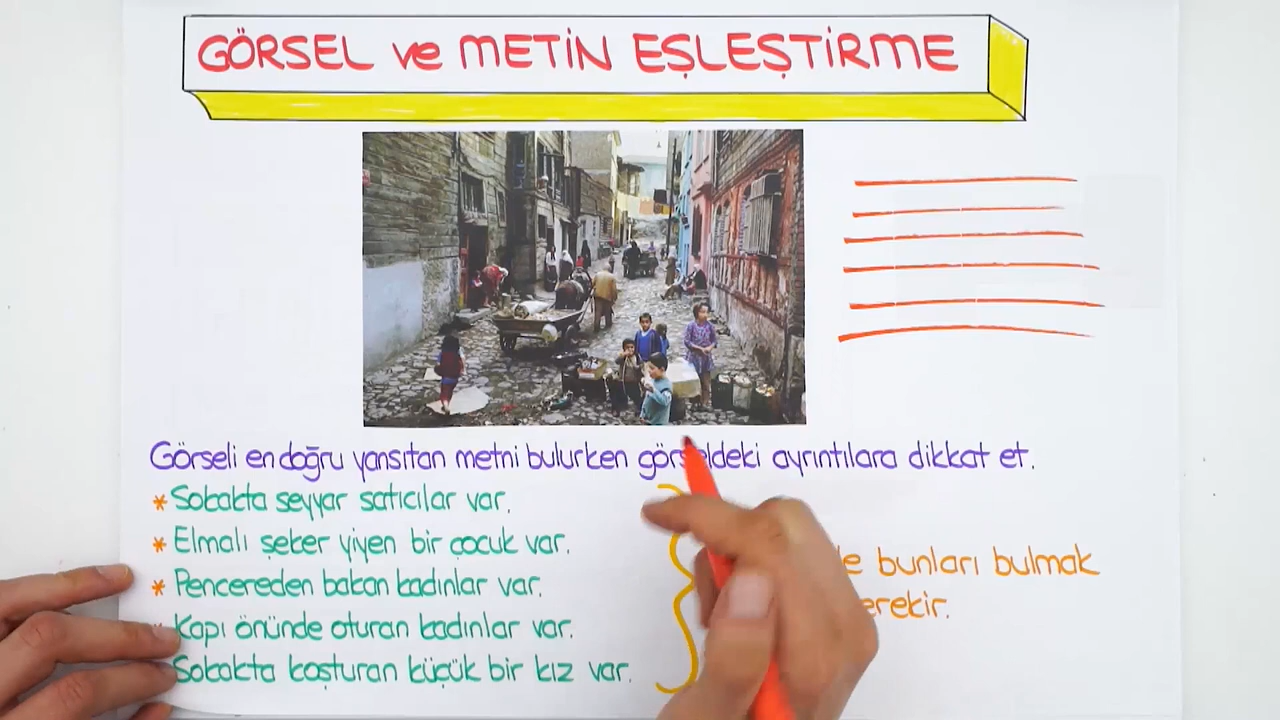 GÖRSEL ve METİN EŞLEŞTİRME
Görseli en doğru yansıtan metni bulurken görseldeki ayrıntılara dikkat et.
* Sokakta seyyar satıcılar var.
* Elmalı şeker yiyen bir çocuk var.
* Pencereden bakan kadınlar var.
Kapı önünde oturan kadınlar var.
Sokakta koşturan küçük bir kız var.
bunları bulmak